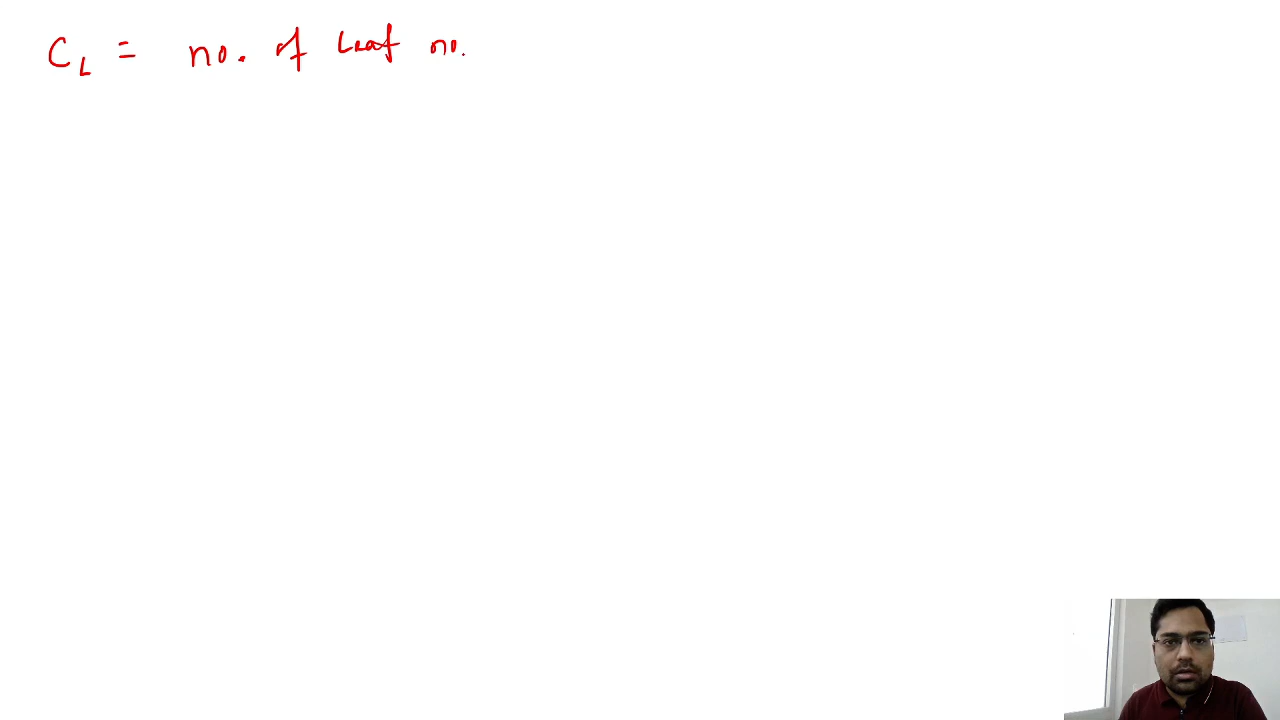 C_L = no. of Leaf no.